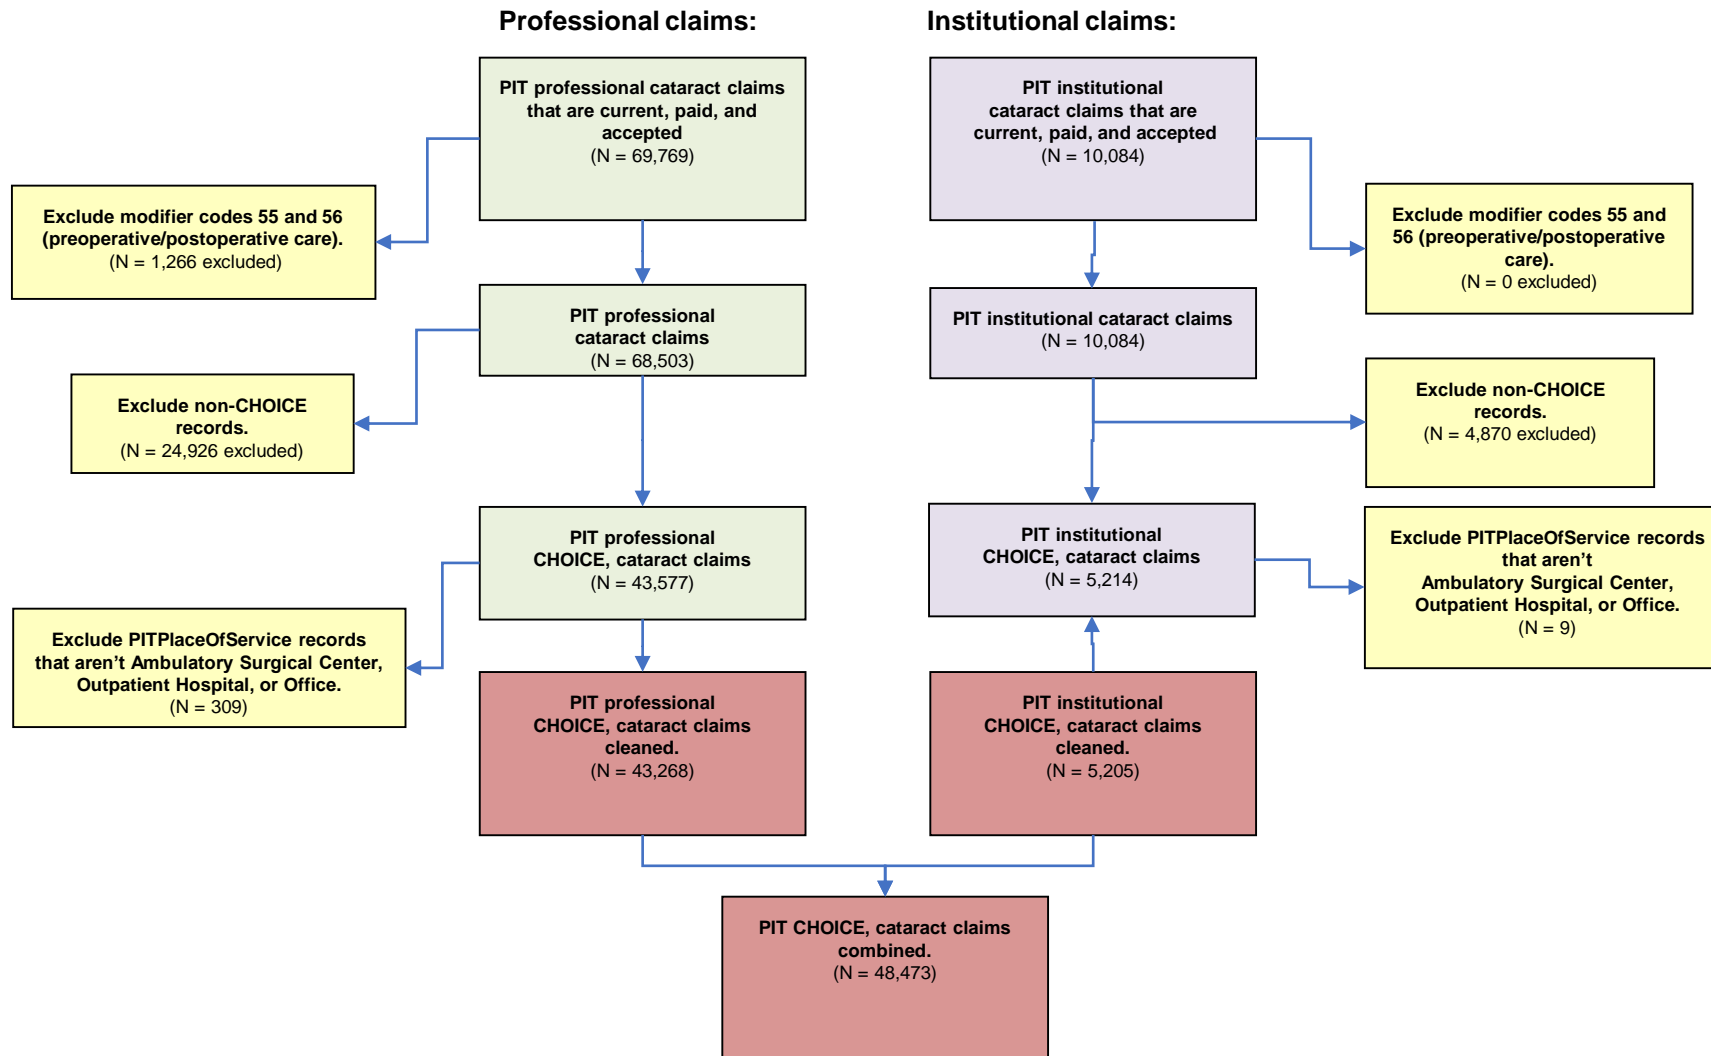 Professional claims:
Institutional claims:
PIT professional cataract claims
that are current, paid, and
accepted
(N = 69,769)
PIT institutional
cataract claims that are
current, paid, and accepted
(N = 10,084)
Exclude modifier codes 55 and 56
(preoperative/postoperative care).
(N = 1,266 excluded)
Exclude modifier codes 55 and
56 (preoperative/postoperative
care).
(N = 0 excluded)
PIT professional
cataract claims
(N = 68,503)
PIT institutional cataract claims
(N = 10,084)
Exclude non-CHOICE
records.
(N = 24,926 excluded)
Exclude non-CHOICE
records.
(N = 4,870 excluded)
PIT professional
CHOICE, cataract claims
(N = 43,577)
PIT institutional
CHOICE, cataract claims
(N = 5,214)
Exclude PITPlaceOfService records
that aren’t
Ambulatory Surgical Center,
Outpatient Hospital, or Office.
(N = 9)
Exclude PITPlaceOfService records
that aren’t Ambulatory Surgical Center,
Outpatient Hospital, or Office.
(N = 309)
PIT professional
CHOICE, cataract claims
cleaned.
(N = 43,268)
PIT institutional
CHOICE, cataract claims
cleaned.
(N = 5,205)
PIT CHOICE, cataract claims
combined.
(N = 48,473)